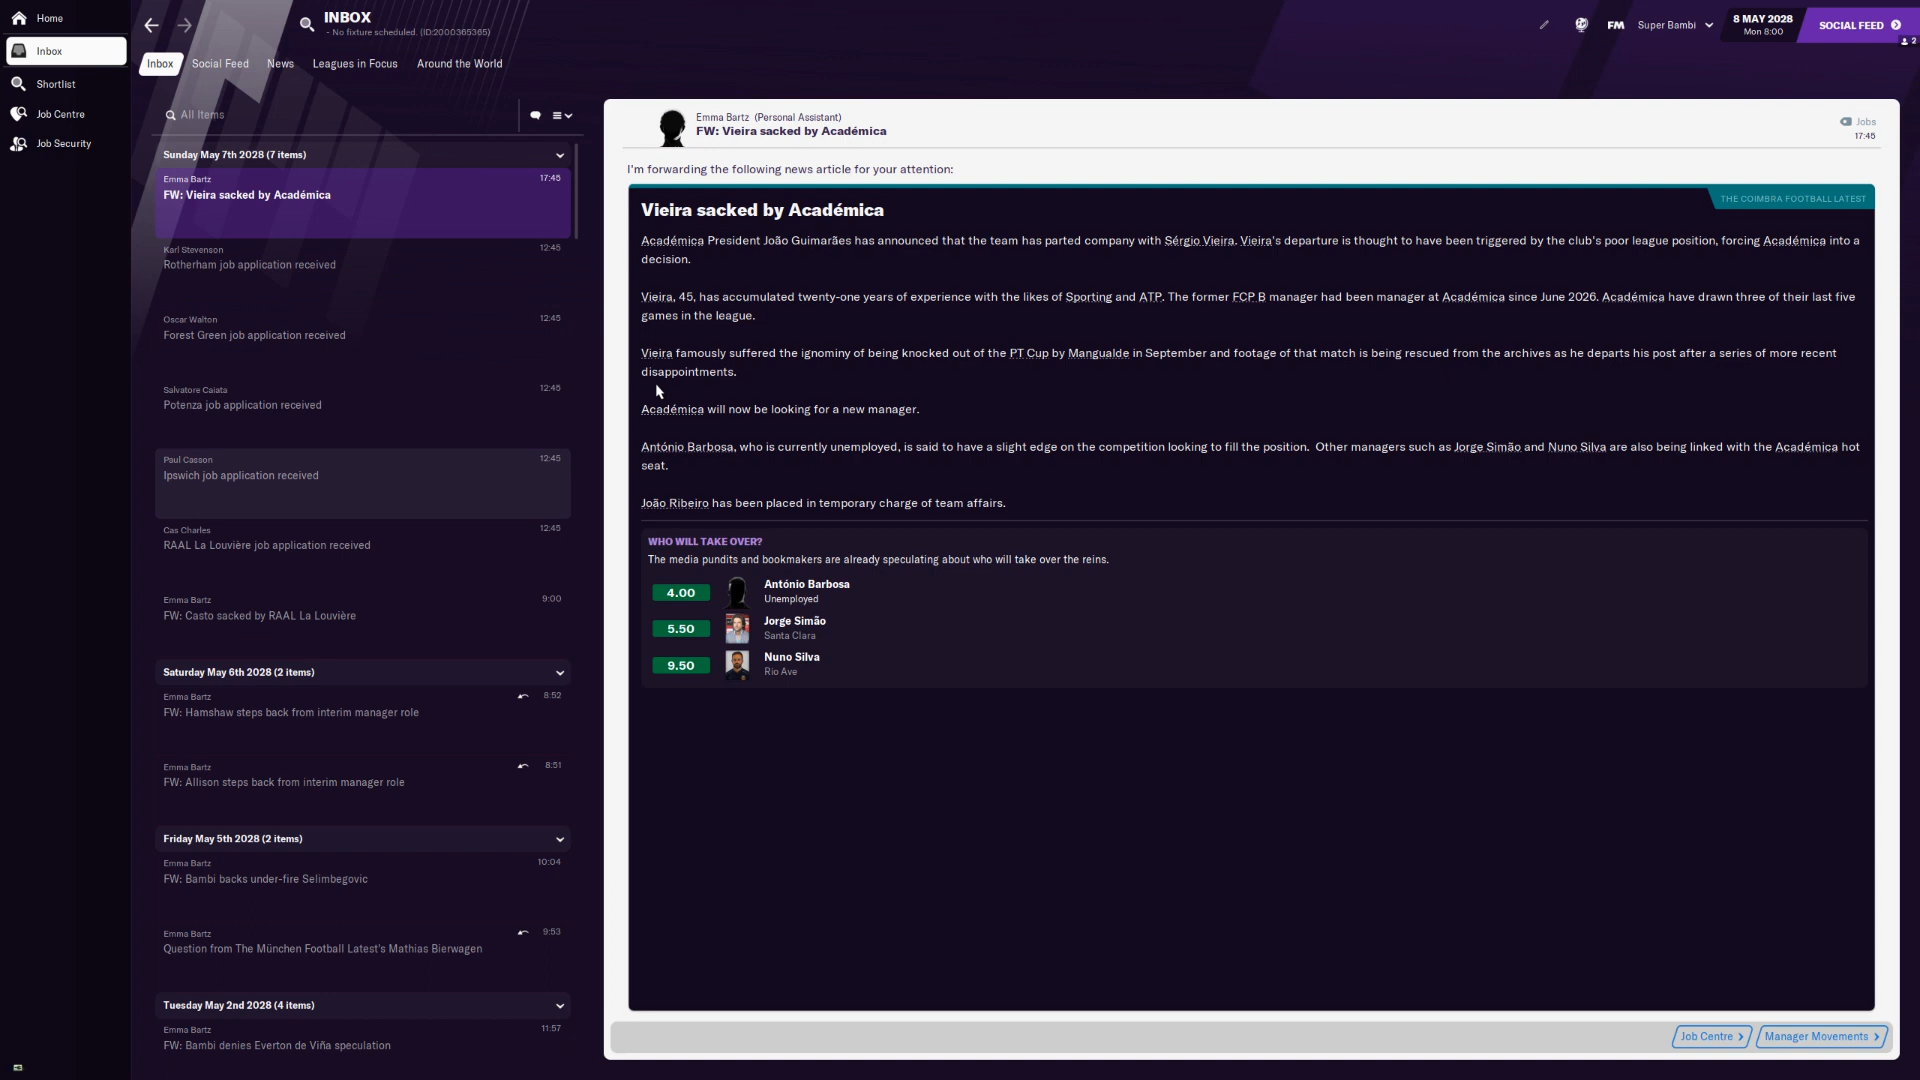 Home
Inbox
Shortlist
Job Centre
Job Security
INBOX
- No fixture scheduled. (ID:2000365365)
FM
Super Bambi
8 MAY 2028
Mon 8:00
SOCIAL FEED
2
Inbox
Social Feed
News
Leagues in Focus
Around the World
All Items
Sunday May 7th 2028 (7 items)
Emma Bartz 17:45
FW: Vieira sacked by Académica
Karl Stevenson 12:45
Rotherham job application received
Oscar Walton 12:45
Forest Green job application received
Salvatore Caiata 12:45
Potenza job application received
Paul Casson 12:45
Ipswich job application received
Cas Charles 12:45
RAAL La Louvière job application received
Emma Bartz 9:00
FW: Casto sacked by RAAL La Louvière
Saturday May 6th 2028 (2 items)
Emma Bartz 8:52
FW: Hamshaw steps back from interim manager role
Emma Bartz 8:51
FW: Allison steps back from interim manager role
Friday May 5th 2028 (2 items)
Emma Bartz 10:04
FW: Bambi backs under-fire Selimbegovic
Emma Bartz 9:53
Question from The München Football Latest's Mathias Bierwagen
Tuesday May 2nd 2028 (4 items)
Emma Bartz 11:57
FW: Bambi denies Everton de Viña speculation
Emma Bartz (Personal Assistant)
FW: Vieira sacked by Académica
Jobs
17:45
I'm forwarding the following news article for your attention:
THE COIMBRA FOOTBALL LATEST
Vieira sacked by Académica
Académica President João Guimarães has announced that the team has parted company with Sérgio Vieira. Vieira's departure is thought to have been triggered by the club's poor league position, forcing Académica into a
decision.
Vieira, 45, has accumulated twenty-one years of experience with the likes of Sporting and ATP. The former FCP B manager had been manager at Académica since June 2026. Académica have drawn three of their last five
games in the league.
Vieira famously suffered the ignominy of being knocked out of the PT Cup by Mangualde in September and footage of that match is being rescued from the archives as he departs his post after a series of more recent
disappointments.
Académica will now be looking for a new manager.
António Barbosa, who is currently unemployed, is said to have a slight edge on the competition looking to fill the position. Other managers such as Jorge Simão and Nuno Silva are also being linked with the Académica hot
seat.
João Ribeiro has been placed in temporary charge of team affairs.
WHO WILL TAKE OVER?
The media pundits and bookmakers are already speculating about who will take over the reins.
4.00
António Barbosa
Unemployed
5.50
Jorge Simão
Santa Clara
9.50
Nuno Silva
Rio Ave
Job Centre
Manager Movements